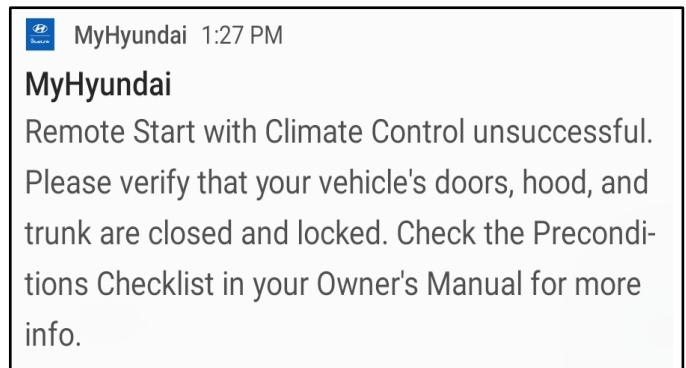 MyHyundai 1:27 PM
MyHyundai
Remote Start with Climate Control unsuccessful.
Please verify that your vehicle's doors, hood, and
trunk are closed and locked. Check the Precondi-
tions Checklist in your Owner's Manual for more
info.